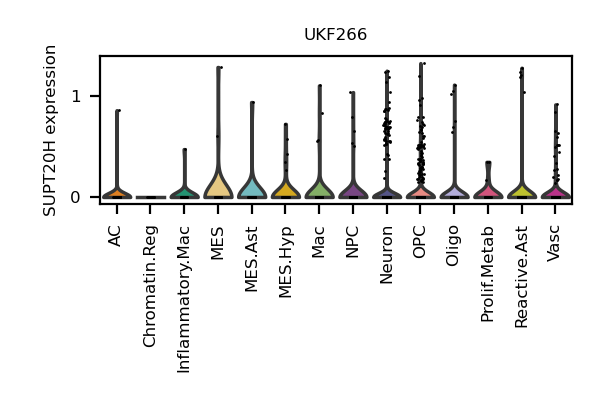 UKF266
SUPT20H expression
1
0
AC
Chromatin.Reg
Inflammatory.Mac
MES
MES.Ast
MES.Hyp
Mac
NPC
Neuron
OPC
Oligo
Prolif.Metab
Reactive.Ast
Vasc